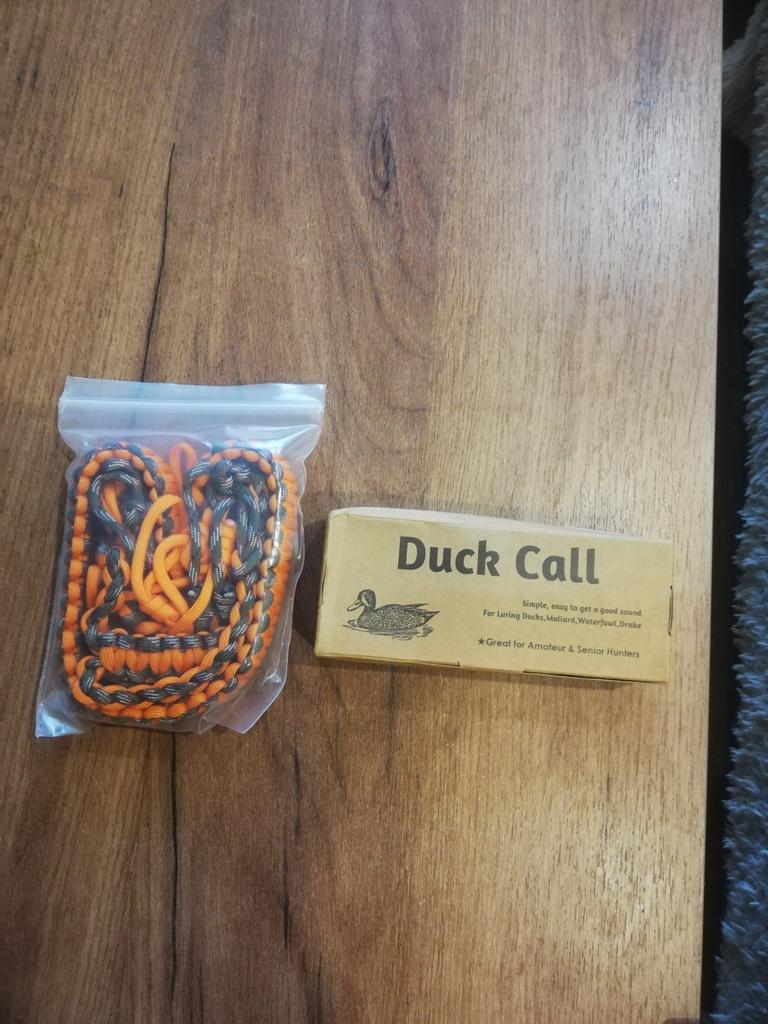 Duck Call
Simple, easy to get a good sound
For Luring Ducks,Mallard,Waterfowl,Drake
★Great for Amateur & Senior Hunters